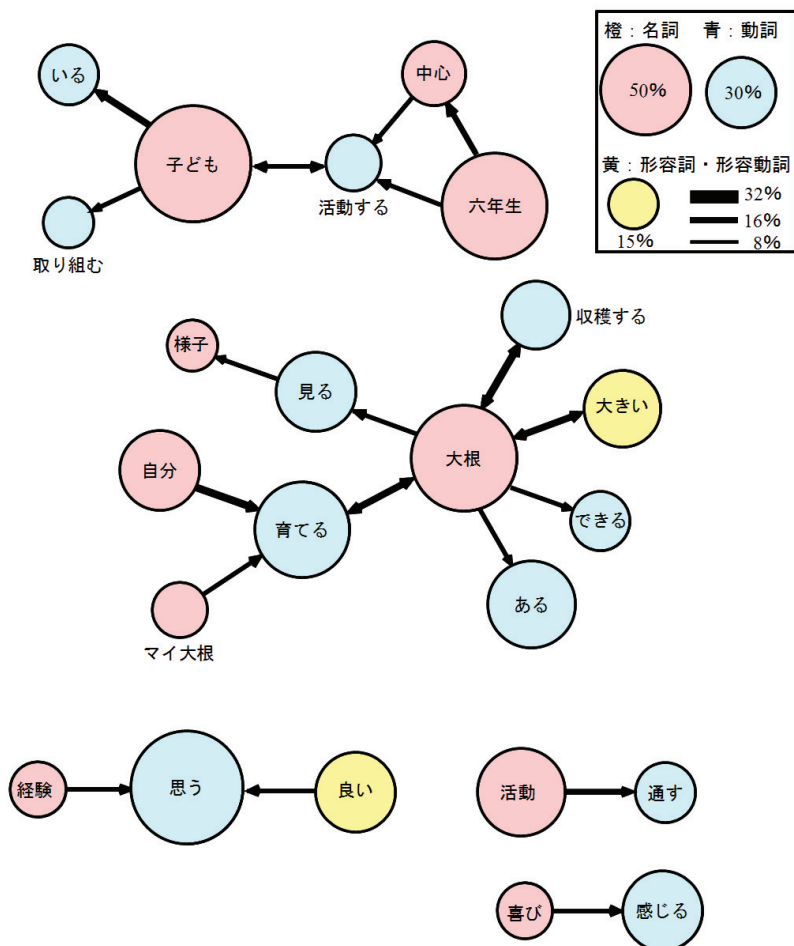 橙：名詞　青：動詞
50%
30%
黄：形容詞・形容動詞
15%
32%
16%
8%
いる
子ども
取り組む
中心
活動する
六年生
様子
見る
収穫する
大きい
大根
自分
育てる
できる
マイ大根
ある
経験
思う
良い
活動
通す
喜び
感じる